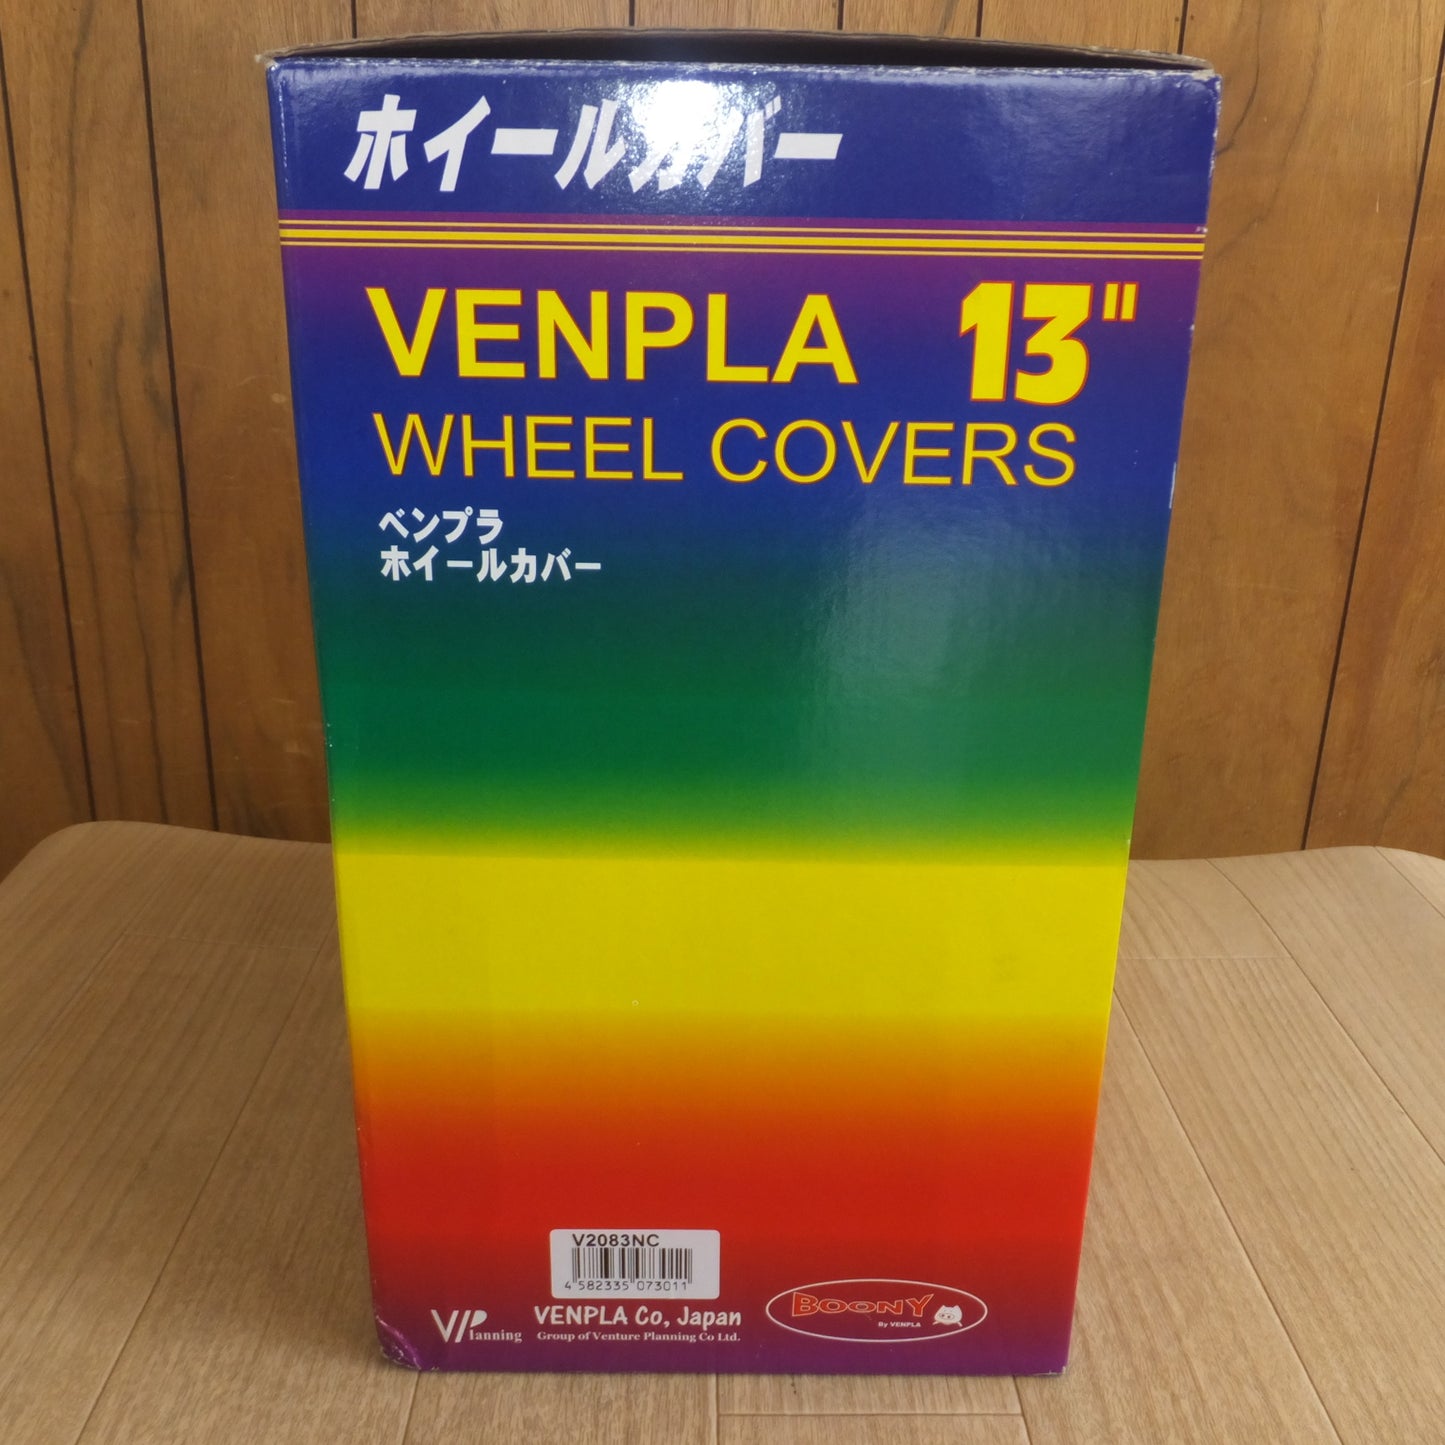 ホイールカバー
VENPLA 13"
WHEEL COVERS
ベンプラ
ホイールカバー
V2083NC
4 582335 073011
VPlanning
VENPLA Co, Japan
Group of Venture Planning Co Ltd.
BOONY
By VENPLA